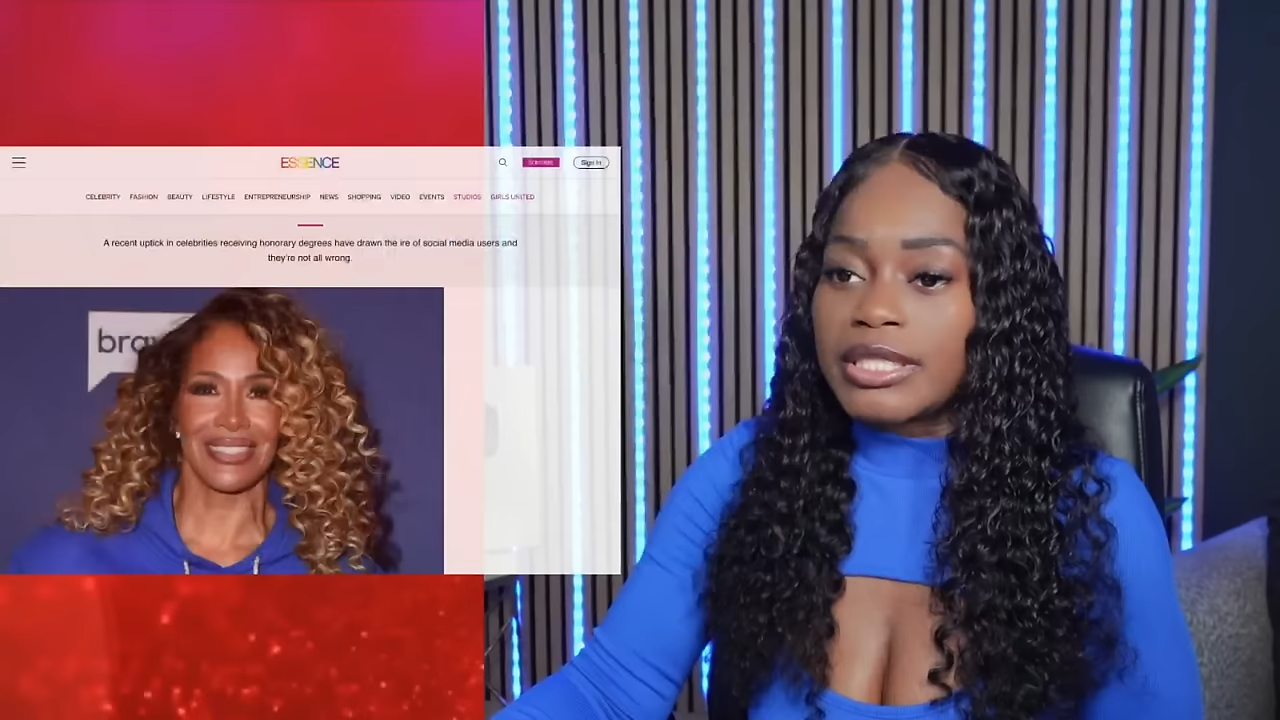 ESSENCE
SUBSCRIBE
Sign In
CELEBRITY FASHION BEAUTY LIFESTYLE ENTREPRENEURSHIP NEWS SHOPPING VIDEO EVENTS STUDIOS GIRLS UNITED
A recent uptick in celebrities receiving honorary degrees have drawn the ire of social media users and
they're not all wrong.